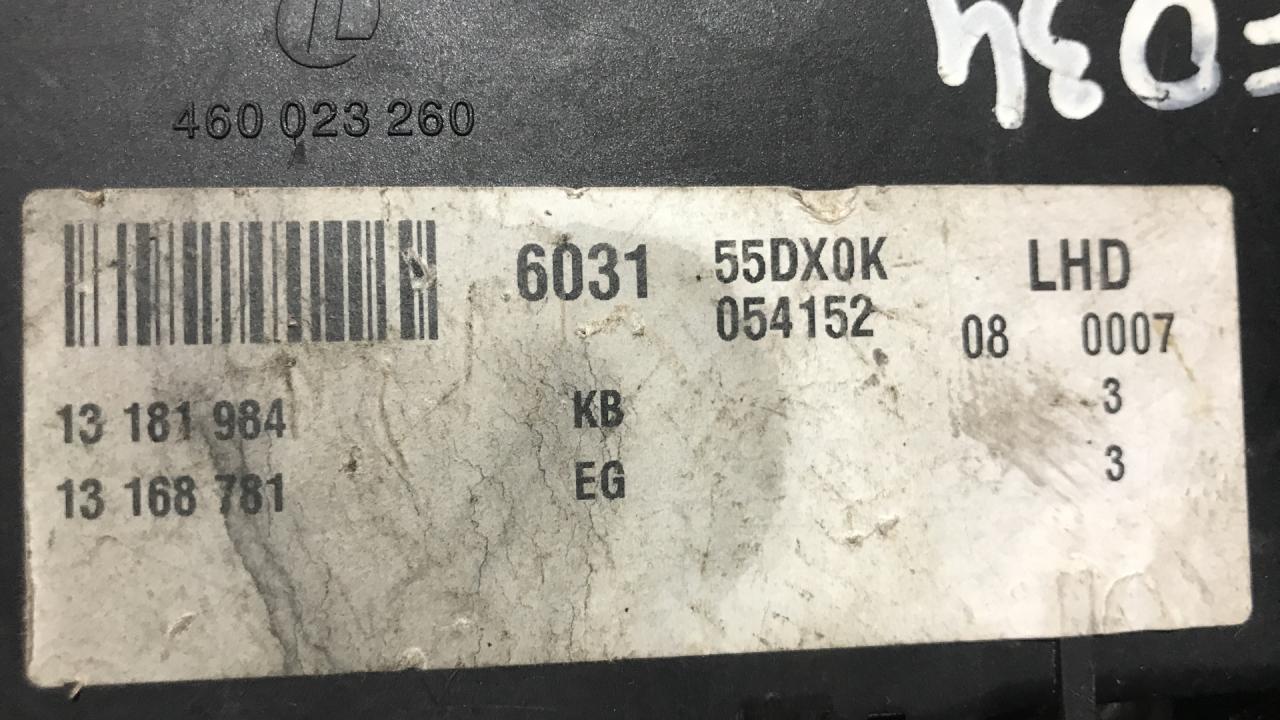 460 023 260
FD34
6031
55DX0K
054152
LHD
08 0007
13 181 984 KB 3
13 168 781 EG 3